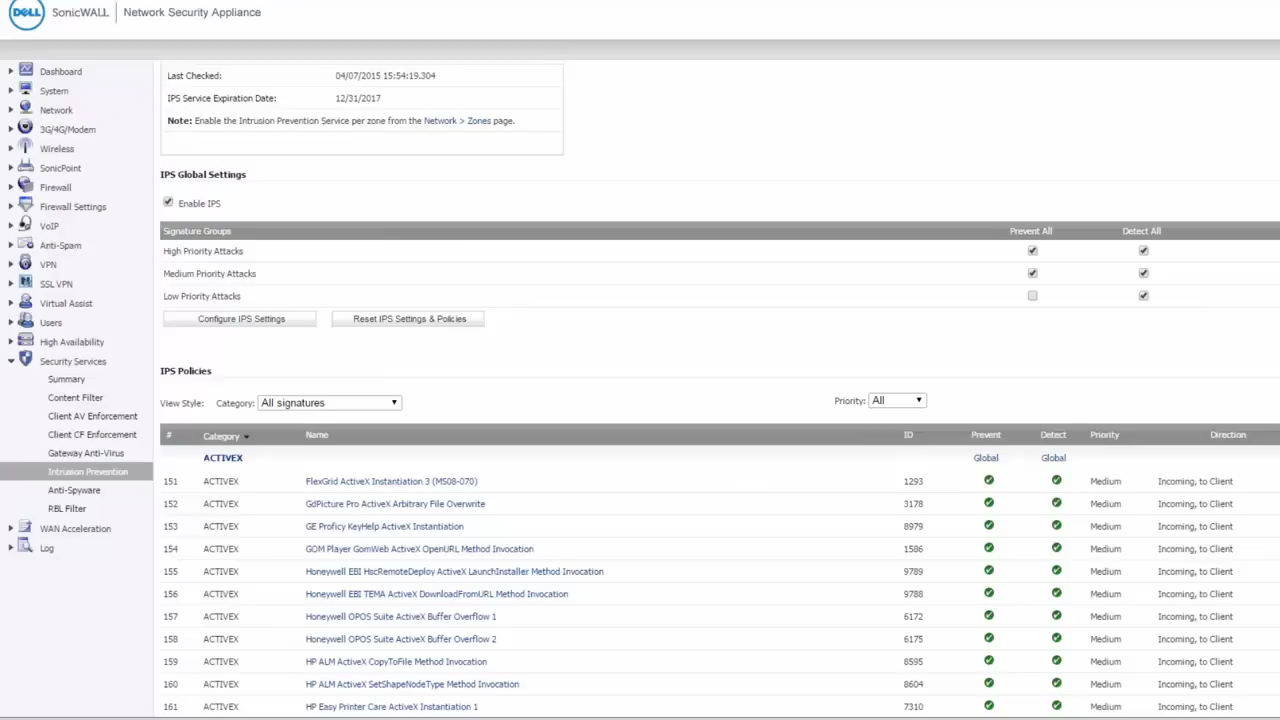 DELL SonicWALL | Network Security Appliance
Dashboard
System
Network
3G/4G/Modem
Wireless
SonicPoint
Firewall
Firewall Settings
VoIP
Anti-Spam
VPN
SSL VPN
Virtual Assist
Users
High Availability
Security Services
Summary
Content Filter
Client AV Enforcement
Client CF Enforcement
Gateway Anti-Virus
Intrusion Prevention
Anti-Spyware
RBL Filter
WAN Acceleration
Log
Last Checked: 04/07/2015 15:54:19.304
IPS Service Expiration Date: 12/31/2017
Note: Enable the Intrusion Prevention Service per zone from the Network > Zones page.
IPS Global Settings
Enable IPS
Signature Groups Prevent All Detect All
High Priority Attacks
Medium Priority Attacks
Low Priority Attacks
Configure IPS Settings Reset IPS Settings & Policies
IPS Policies
View Style: Category: All signatures Priority: All
# Category Name ID Prevent Detect Priority Direction
ACTIVEX Global Global
151 ACTIVEX FlexGrid ActiveX Instantiation 3 (MS08-070) 1293 Medium Incoming, to Client
152 ACTIVEX GdPicture Pro ActiveX Arbitrary File Overwrite 3178 Medium Incoming, to Client
153 ACTIVEX GE Proficy KeyHelp ActiveX Instantiation 8979 Medium Incoming, to Client
154 ACTIVEX GOM Player GomWeb ActiveX OpenURL Method Invocation 1586 Medium Incoming, to Client
155 ACTIVEX Honeywell EBI HscRemoteDeploy ActiveX LaunchInstaller Method Invocation 9789 Medium Incoming, to Client
156 ACTIVEX Honeywell EBI TEMA ActiveX DownloadFromURL Method Invocation 9788 Medium Incoming, to Client
157 ACTIVEX Honeywell OPOS Suite ActiveX Buffer Overflow 1 6172 Medium Incoming, to Client
158 ACTIVEX Honeywell OPOS Suite ActiveX Buffer Overflow 2 6175 Medium Incoming, to Client
159 ACTIVEX HP ALM ActiveX CopyToFile Method Invocation 8595 Medium Incoming, to Client
160 ACTIVEX HP ALM ActiveX SetShapeNodeType Method Invocation 8604 Medium Incoming, to Client
161 ACTIVEX HP Easy Printer Care ActiveX Instantiation 1 7310 Medium Incoming, to Client